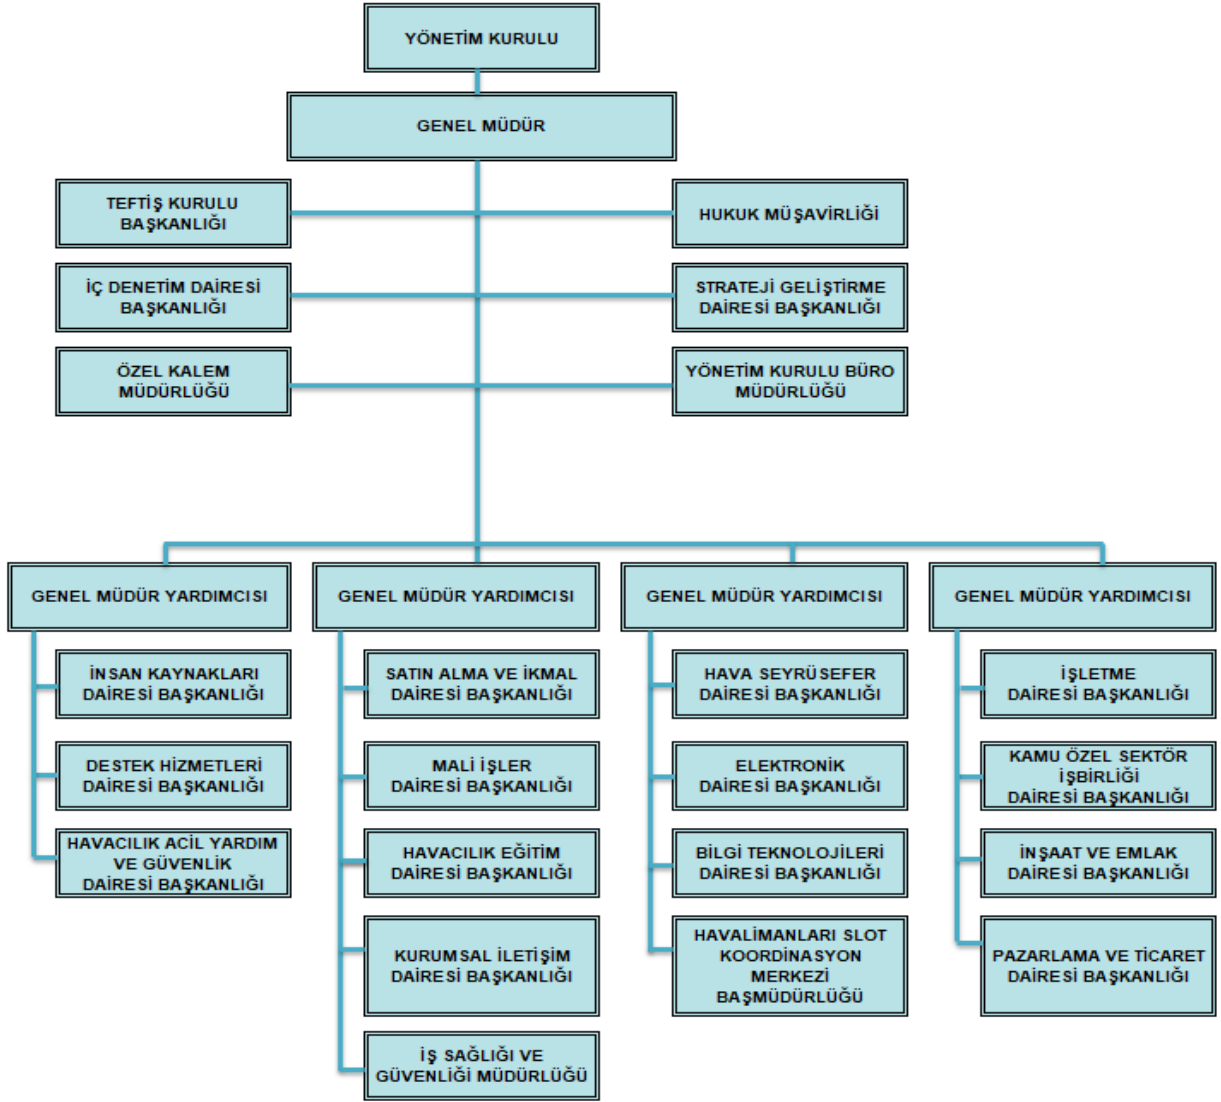 YÖNETİM KURULU
GENEL MÜDÜR
TEFTİŞ KURULU
BAŞKANLIĞI
HUKUK MÜŞAVİRLİĞİ
İÇ DENETİM DAİRESİ
BAŞKANLIĞI
STRATEJİ GELİŞTİRME
DAİRESİ BAŞKANLIĞI
ÖZEL KALEM
MÜDÜRLÜĞÜ
YÖNETİM KURULU BÜRO
MÜDÜRLÜĞÜ
GENEL MÜDÜR YARDIMCISI
İNSAN KAYNAKLARI
DAİRESİ BAŞKANLIĞI
DESTEK HİZMETLERİ
DAİRESİ BAŞKANLIĞI
HAVACILIK ACİL YARDIM
VE GÜVENLİK
DAİRESİ BAŞKANLIĞI
GENEL MÜDÜR YARDIMCISI
SATIN ALMA VE İKMAL
DAİRESİ BAŞKANLIĞI
MALİ İŞLER
DAİRESİ BAŞKANLIĞI
HAVACILIK EĞİTİM
DAİRESİ BAŞKANLIĞI
KURUMSAL İLETİŞİM
DAİRESİ BAŞKANLIĞI
İŞ SAĞLIĞI VE
GÜVENLİĞİ MÜDÜRLÜĞÜ
GENEL MÜDÜR YARDIMCISI
HAVA SEYRÜSEFER
DAİRESİ BAŞKANLIĞI
ELEKTRONİK
DAİRESİ BAŞKANLIĞI
BİLGİ TEKNOLOJİLERİ
DAİRESİ BAŞKANLIĞI
HAVALİMANLARI SLOT
KOORDİNASYON
MERKEZİ
BAŞMÜDÜRLÜĞÜ
GENEL MÜDÜR YARDIMCISI
İŞLETME
DAİRESİ BAŞKANLIĞI
KAMU ÖZEL SEKTÖR
İŞBİRLİĞİ
DAİRESİ BAŞKANLIĞI
İNŞAAT VE EMLAK
DAİRESİ BAŞKANLIĞI
PAZARLAMA VE TİCARET
DAİRESİ BAŞKANLIĞI